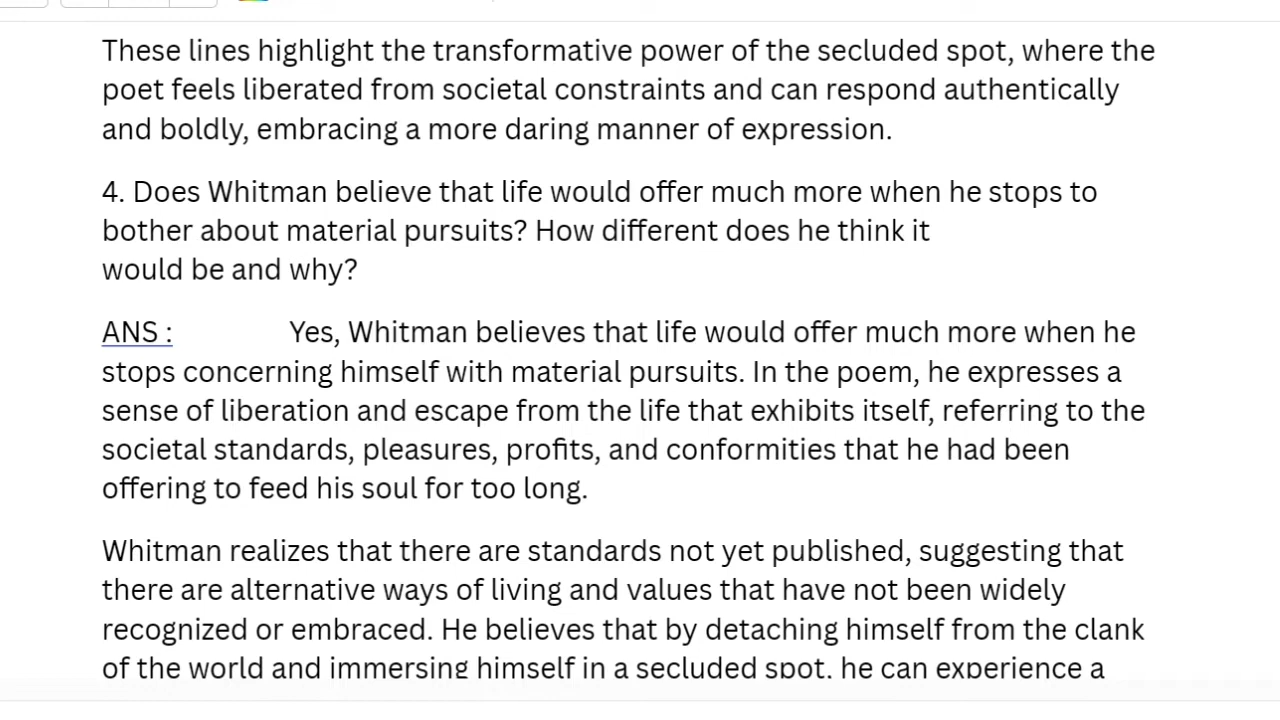 These lines highlight the transformative power of the secluded spot, where the
poet feels liberated from societal constraints and can respond authentically
and boldly, embracing a more daring manner of expression.
4. Does Whitman believe that life would offer much more when he stops to
bother about material pursuits? How different does he think it
would be and why?
ANS : Yes, Whitman believes that life would offer much more when he
stops concerning himself with material pursuits. In the poem, he expresses a
sense of liberation and escape from the life that exhibits itself, referring to the
societal standards, pleasures, profits, and conformities that he had been
offering to feed his soul for too long.
Whitman realizes that there are standards not yet published, suggesting that
there are alternative ways of living and values that have not been widely
recognized or embraced. He believes that by detaching himself from the clank
of the world and immersing himself in a secluded spot, he can experience a